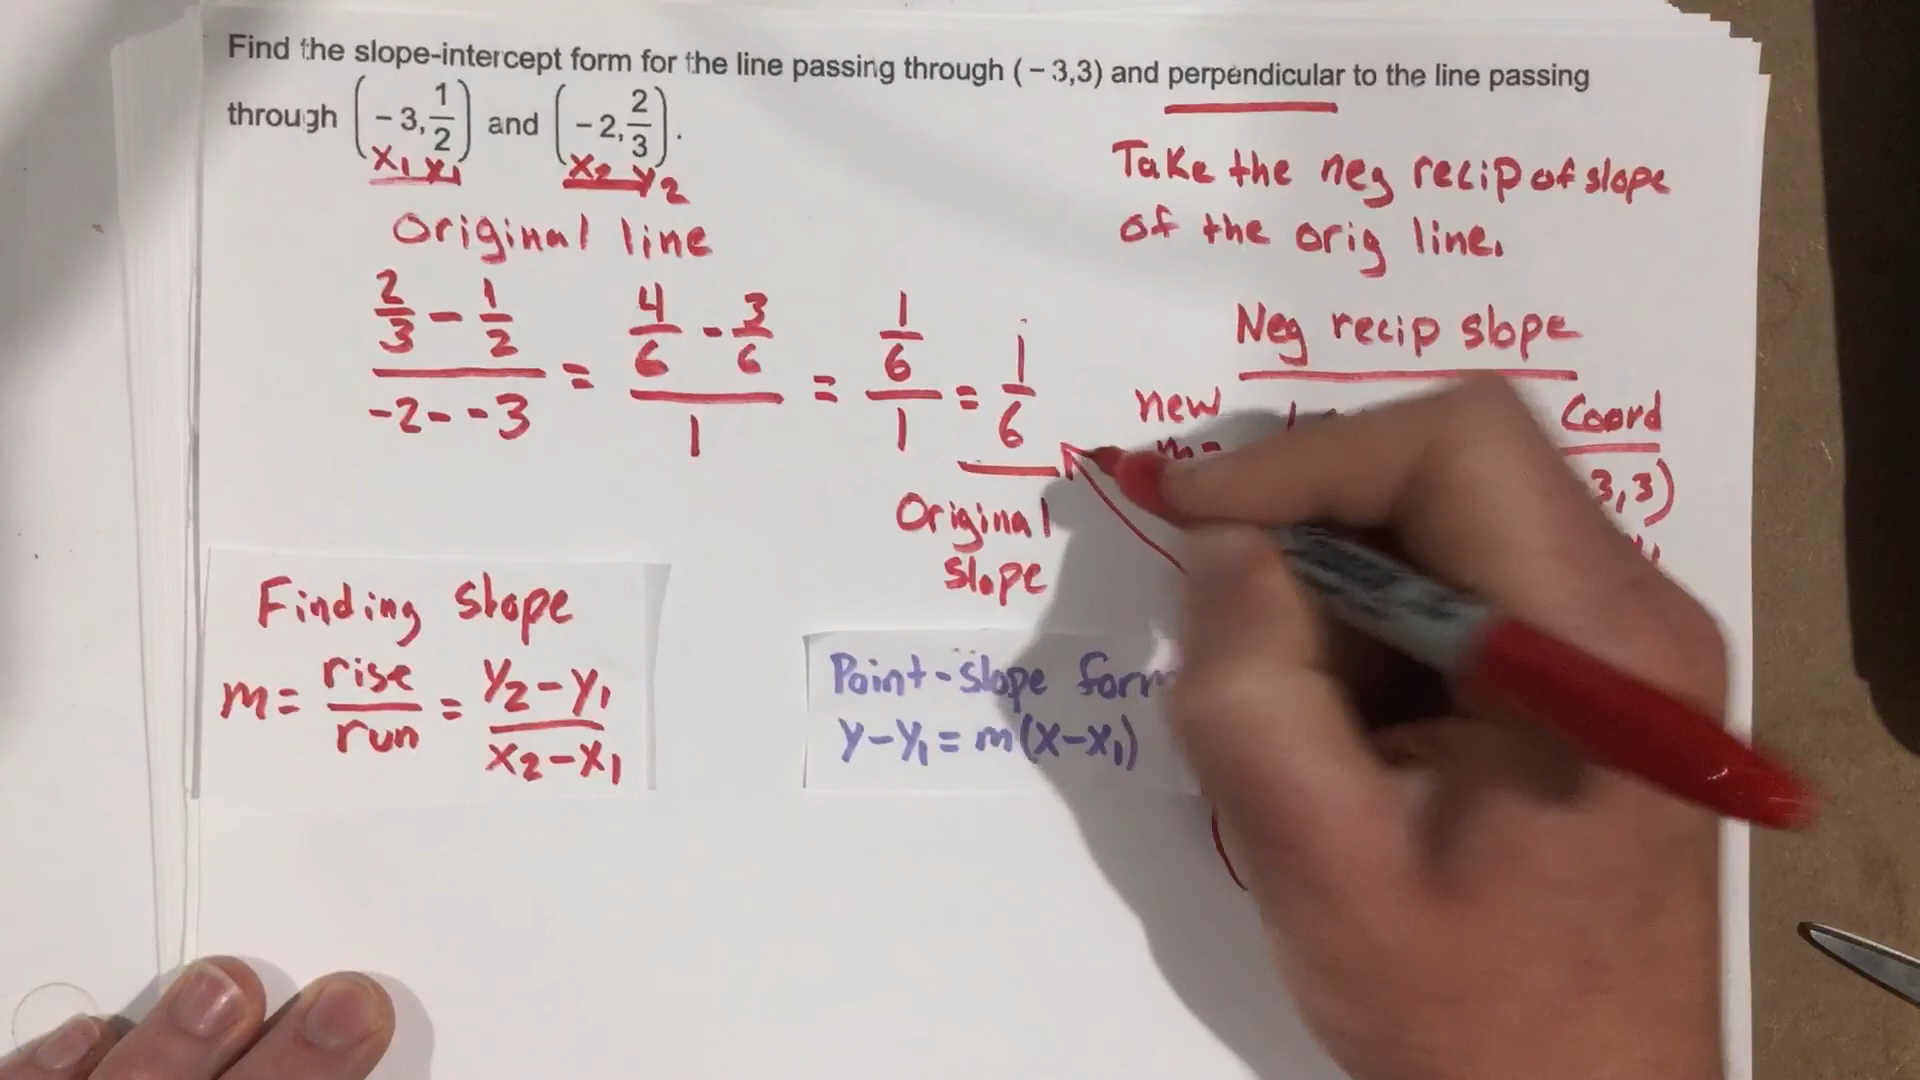 Find the slope-intercept form for the line passing through (-3,3) and perpendicular to the line passing
through (-3, 1/2) and (-2, 2/3).
x₁ y₁ x₂ y₂
Original line
Take the neg recip of slope
of the orig line.
(2/3 - 1/2)/(-2 - -3) = (4/6 - 3/6)/1 = (1/6)/1 = 1/6
Original
slope
Neg recip slope
new
m=
Coord
3,3)
Finding slope
m = rise/run = (y₂-y₁)/(x₂-x₁)
Point-slope form
y-y₁ = m(x-x₁)